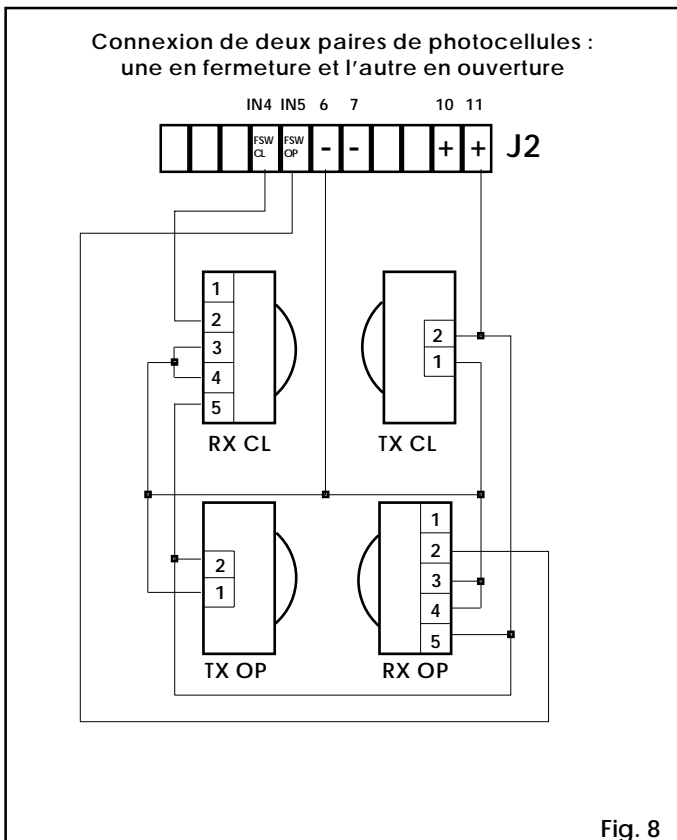 Connexion de deux paires de photocellules :
une en fermeture et l'autre en ouverture
IN4 IN5 6 7 10 11
FSW CL FSW OP - - + + J2
1
2
3
4
5
RX CL
2
1
TX CL
2
1
TX OP
1
2
3
4
5
RX OP
Fig. 8